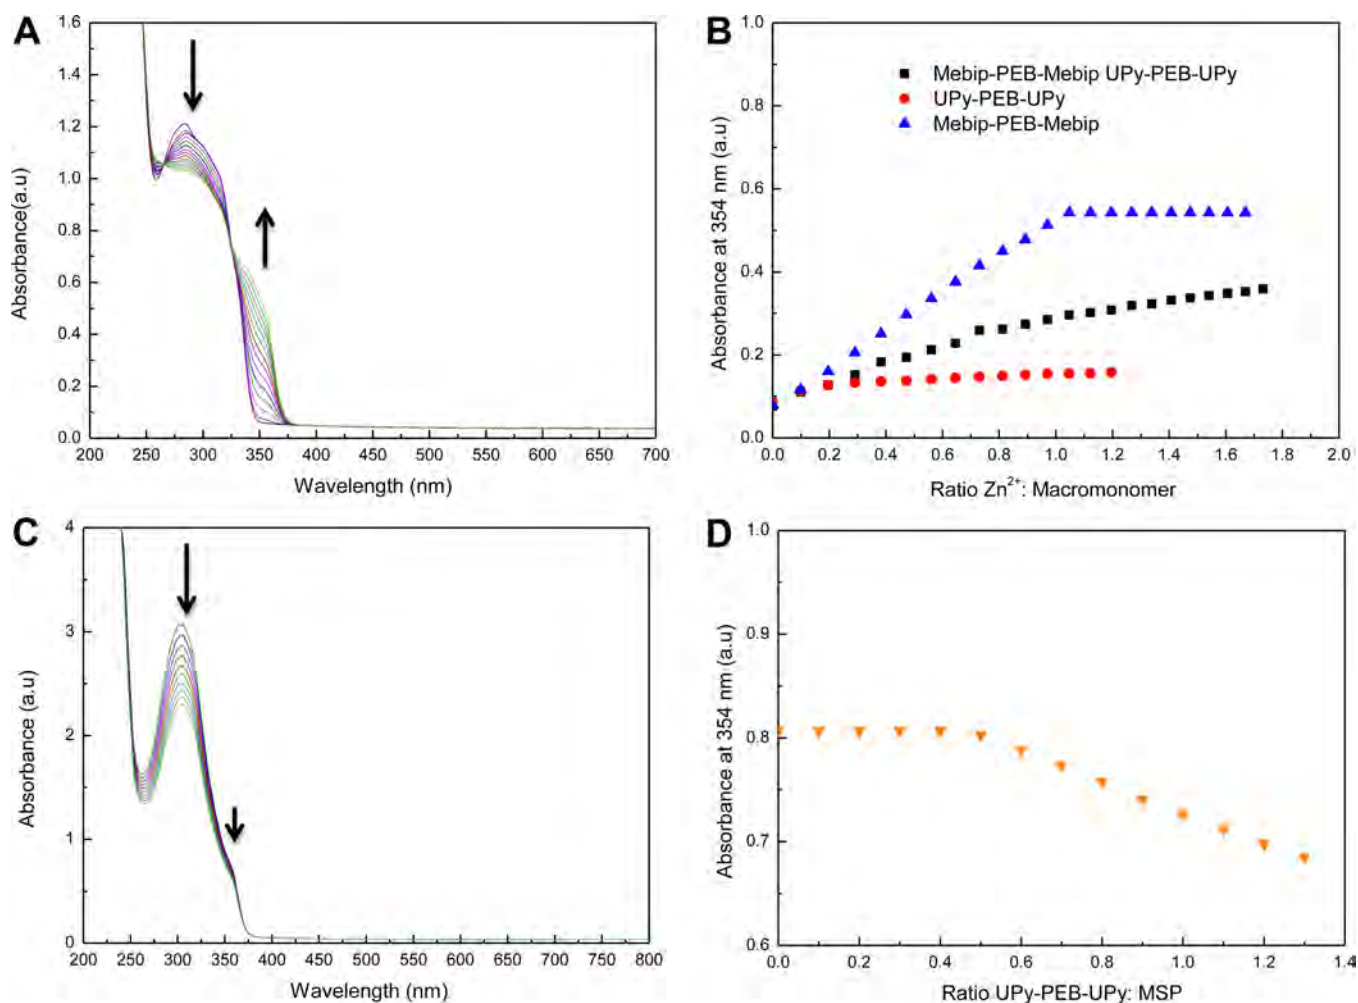 A
1.6
1.4
1.2
1.0
0.8
0.6
0.4
0.2
0.0
200 250 300 350 400 450 500 550 600 650 700
Absorbance(a.u)
Wavelength (nm)
B
1.0
0.8
0.6
0.4
0.2
0.0
0.0 0.2 0.4 0.6 0.8 1.0 1.2 1.4 1.6 1.8 2.0
Absorbance at 354 nm (a.u)
Ratio Zn²⁺: Macromonomer
Mebip-PEB-Mebip UPy-PEB-UPy
UPy-PEB-UPy
Mebip-PEB-Mebip
C
4
3
2
1
0
200 250 300 350 400 450 500 550 600 650 700 750 800
Absorbance (a.u)
Wavelength (nm)
D
1.0
0.9
0.8
0.7
0.6
0.0 0.2 0.4 0.6 0.8 1.0 1.2 1.4
Absorbance at 354 nm (a.u)
Ratio UPy-PEB-UPy: MSP